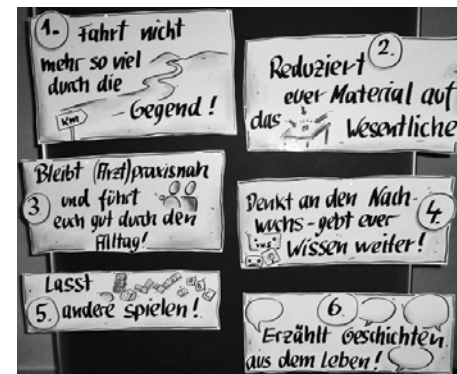 1. Fahrt nicht
mehr so viel
durch die
Km
Gegend!
2.
Reduziert
euer Material auf
das Wesentliche
Bleibt (Arzt)praxisnah
3. und führt
euch gut durch den
Alltag!
Denkt an den Nach-
wuchs - gebt euer 4.
Wissen weiter!
Lasst
5. andere spielen!
6.
Erzählt Geschichten
aus dem Leben!